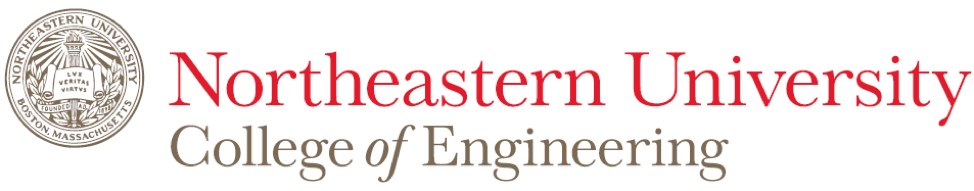 NORTHEASTERN UNIVERSITY
LVX
VERITAS
VIRTVS
FOUNDED A.D.
BOSTON, MASSACHUSETTS
Northeastern University
College of Engineering